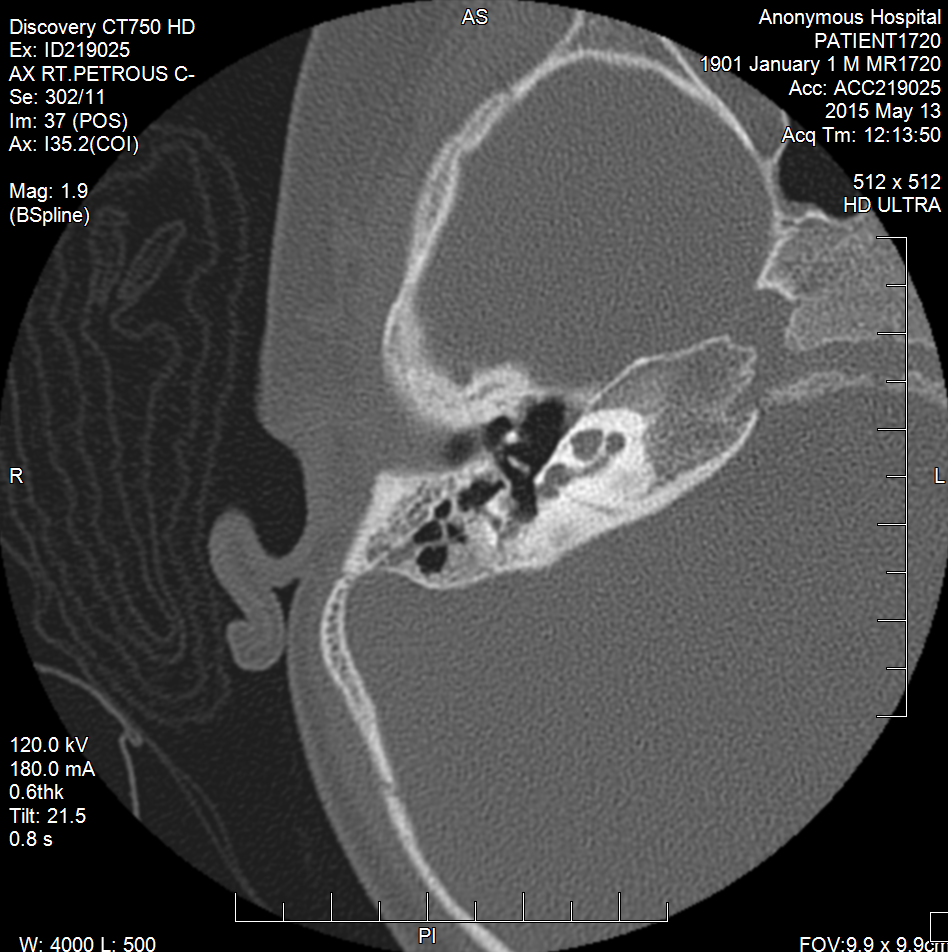 Discovery CT750 HD
Ex: ID219025
AX RT.PETROUS C-
Se: 302/11
Im: 37 (POS)
Ax: I35.2(COI)
Mag: 1.9
(BSpline)
AS
Anonymous Hospital
PATIENT1720
1901 January 1 M MR1720
Acc: ACC219025
2015 May 13
Acq Tm: 12:13:50
512 x 512
HD ULTRA
R
L
120.0 kV
180.0 mA
0.6thk
Tilt: 21.5
0.8 s
PI
W: 4000 L: 500
FOV:9.9 x 9.9cm